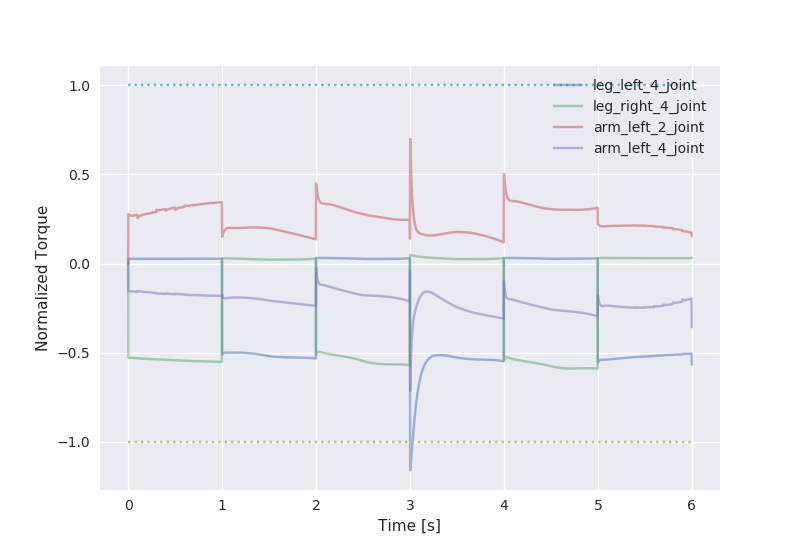 1.0
0.5
0.0
−0.5
−1.0
Normalized Torque
leg_left_4_joint
leg_right_4_joint
arm_left_2_joint
arm_left_4_joint
0 1 2 3 4 5 6
Time [s]